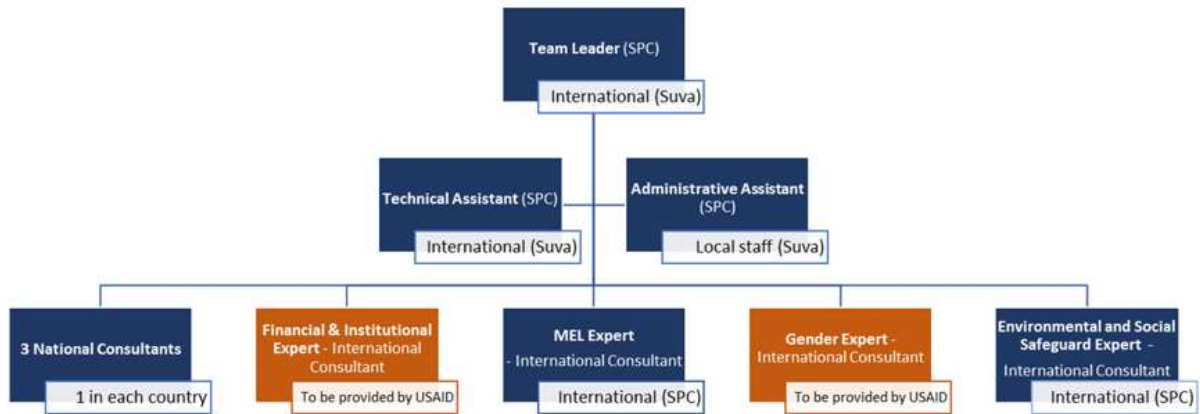 Team Leader (SPC)
International (Suva)
Technical Assistant (SPC)
International (Suva)
Administrative Assistant
(SPC)
Local staff (Suva)
3 National Consultants
1 in each country
Financial & Institutional
Expert - International
Consultant
To be provided by USAID
MEL Expert
- International Consultant
International (SPC)
Gender Expert -
International Consultant
To be provided by USAID
Environmental and Social
Safeguard Expert -
International Consultant
International (SPC)